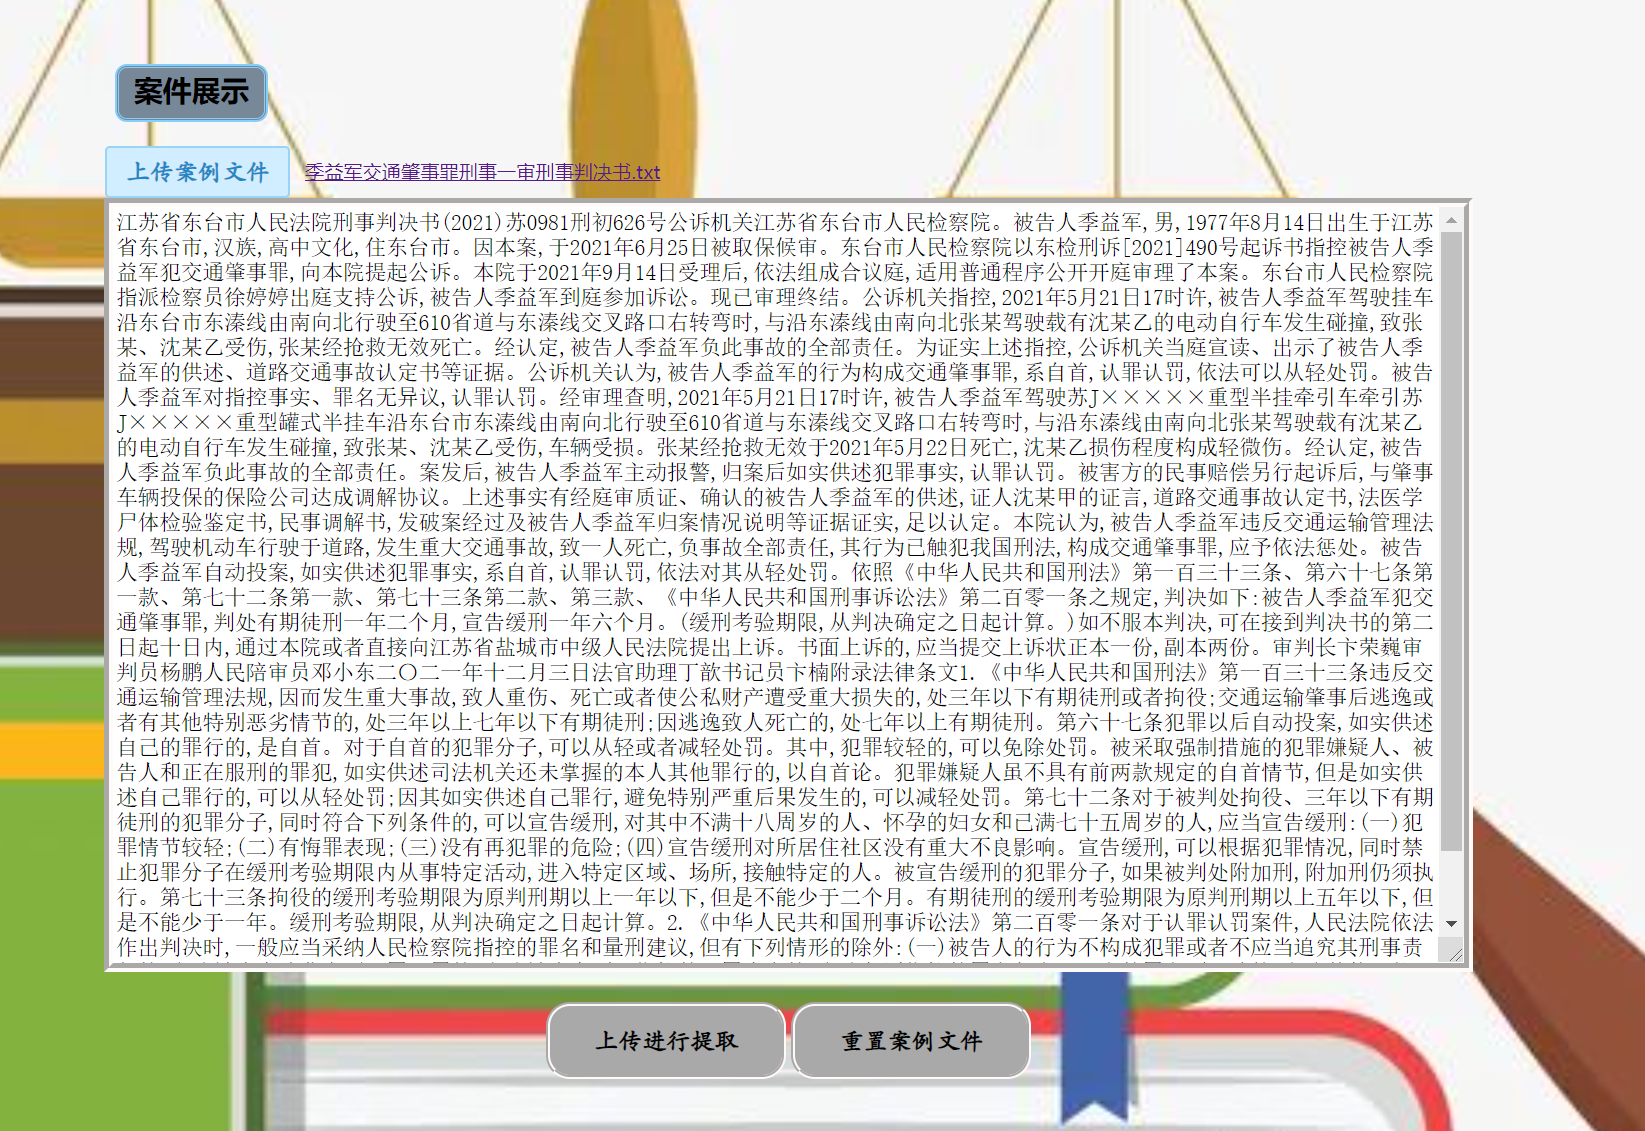 案件展示
上传案例文件 季益军交通肇事罪刑事一审刑事判决书.txt
江苏省东台市人民法院刑事判决书(2021)苏0981刑初626号公诉机关江苏省东台市人民检察院。被告人季益军,男,1977年8月14日出生于江苏
省东台市,汉族,高中文化,住东台市。因本案,于2021年6月25日被取保候审。东台市人民检察院以东检刑诉[2021]490号起诉书指控被告人季
益军犯交通肇事罪,向本院提起公诉。本院于2021年9月14日受理后,依法组成合议庭,适用普通程序公开开庭审理了本案。东台市人民检察院
指派检察员徐婷婷出庭支持公诉,被告人季益军到庭参加诉讼。现已审理终结。公诉机关指控,2021年5月21日17时许,被告人季益军驾驶挂车
沿东台市东溱线由南向北行驶至610省道与东溱线交叉路口右转弯时,与沿东溱线由南向北张某驾驶载有沈某乙的电动自行车发生碰撞,致张
某、沈某乙受伤,张某经抢救无效死亡。经认定,被告人季益军负此事故的全部责任。为证实上述指控,公诉机关当庭宣读、出示了被告人季
益军的供述、道路交通事故认定书等证据。公诉机关认为,被告人季益军的行为构成交通肇事罪,系自首,认罪认罚,依法可以从轻处罚。被告
人季益军对指控事实、罪名无异议,认罪认罚。经审理查明,2021年5月21日17时许,被告人季益军驾驶苏J×××××重型半挂牵引车牵引苏
J×××××重型罐式半挂车沿东台市东溱线由南向北行驶至610省道与东溱线交叉路口右转弯时,与沿东溱线由南向北张某驾驶载有沈某乙
的电动自行车发生碰撞,致张某、沈某乙受伤,车辆受损。张某经抢救无效于2021年5月22日死亡,沈某乙损伤程度构成轻微伤。经认定,被告
人季益军负此事故的全部责任。案发后,被告人季益军主动报警,归案后如实供述犯罪事实,认罪认罚。被害方的民事赔偿另行起诉后,与肇事
车辆投保的保险公司达成调解协议。上述事实有经庭审质证、确认的被告人季益军的供述,证人沈某甲的证言,道路交通事故认定书,法医学
尸体检验鉴定书,民事调解书,发破案经过及被告人季益军归案情况说明等证据证实,足以认定。本院认为,被告人季益军违反交通运输管理法
规,驾驶机动车行驶于道路,发生重大交通事故,致一人死亡,负事故全部责任,其行为已触犯我国刑法,构成交通肇事罪,应予依法惩处。被告
人季益军自动投案,如实供述犯罪事实,系自首,认罪认罚,依法对其从轻处罚。依照《中华人民共和国刑法》第一百三十三条、第六十七条第
一款、第七十二条第一款、第七十三条第二款、第三款、《中华人民共和国刑事诉讼法》第二百零一条之规定,判决如下:被告人季益军犯交
通肇事罪,判处有期徒刑一年二个月,宣告缓刑一年六个月。(缓刑考验期限,从判决确定之日起计算。)如不服本判决,可在接到判决书的第二
日起十日内,通过本院或者直接向江苏省盐城市中级人民法院提出上诉。书面上诉的,应当提交上诉状正本一份,副本两份。审判长卞荣巍审
判员杨鹏人民陪审员邓小东二〇二一年十二月三日法官助理丁歆书记员卞楠附录法律条文1.《中华人民共和国刑法》第一百三十三条违反交
通运输管理法规,因而发生重大事故,致人重伤、死亡或者使公私财产遭受重大损失的,处三年以下有期徒刑或者拘役;交通运输肇事后逃逸或
者有其他特别恶劣情节的,处三年以上七年以下有期徒刑;因逃逸致人死亡的,处七年以上有期徒刑。第六十七条犯罪以后自动投案,如实供述
自己的罪行的,是自首。对于自首的犯罪分子,可以从轻或者减轻处罚。其中,犯罪较轻的,可以免除处罚。被采取强制措施的犯罪嫌疑人、被
告人和正在服刑的罪犯,如实供述司法机关还未掌握的本人其他罪行的,以自首论。犯罪嫌疑人虽不具有前两款规定的自首情节,但是如实供
述自己罪行的,可以从轻处罚;因其如实供述自己罪行,避免特别严重后果发生的,可以减轻处罚。第七十二条对于被判处拘役、三年以下有期
徒刑的犯罪分子,同时符合下列条件的,可以宣告缓刑,对其中不满十八周岁的人、怀孕的妇女和已满七十五周岁的人,应当宣告缓刑:(一)犯
罪情节较轻;(二)有悔罪表现;(三)没有再犯罪的危险;(四)宣告缓刑对所居住社区没有重大不良影响。宣告缓刑,可以根据犯罪情况,同时禁
止犯罪分子在缓刑考验期限内从事特定活动,进入特定区域、场所,接触特定的人。被宣告缓刑的犯罪分子,如果被判处附加刑,附加刑仍须执
行。第七十三条拘役的缓刑考验期限为原判刑期以上一年以下,但是不能少于二个月。有期徒刑的缓刑考验期限为原判刑期以上五年以下,但
是不能少于一年。缓刑考验期限,从判决确定之日起计算。2.《中华人民共和国刑事诉讼法》第二百零一条对于认罪认罚案件,人民法院依法
作出判决时,一般应当采纳人民检察院指控的罪名和量刑建议,但有下列情形的除外:(一)被告人的行为不构成犯罪或者不应当追究其刑事责
上传进行提取 重置案例文件